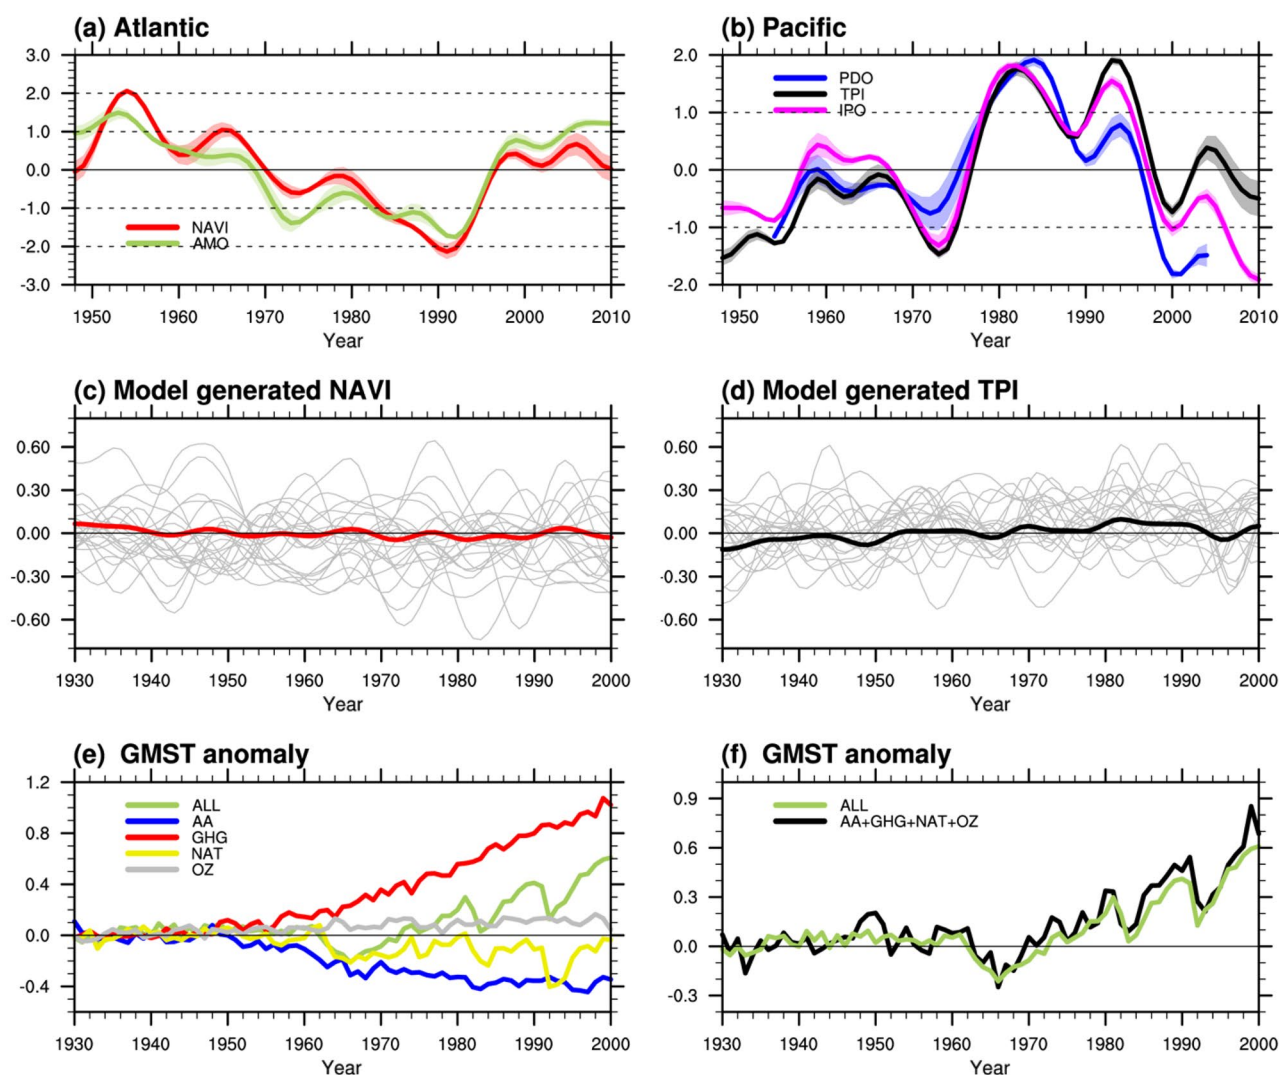 (a) Atlantic
3.0
2.0
1.0
0.0
-1.0
-2.0
-3.0
NAVI
AMO
1950 1960 1970 1980 1990 2000 2010
Year
(b) Pacific
2.0
1.0
0.0
-1.0
-2.0
PDO
TPI
IPO
1950 1960 1970 1980 1990 2000 2010
Year
(c) Model generated NAVI
0.60
0.30
0.00
-0.30
-0.60
1930 1940 1950 1960 1970 1980 1990 2000
Year
(d) Model generated TPI
0.60
0.30
0.00
-0.30
-0.60
1930 1940 1950 1960 1970 1980 1990 2000
Year
(e) GMST anomaly
1.2
0.8
0.4
0.0
-0.4
ALL
AA
GHG
NAT
OZ
1930 1940 1950 1960 1970 1980 1990 2000
Year
(f) GMST anomaly
0.9
0.6
0.3
0.0
-0.3
ALL
AA+GHG+NAT+OZ
1930 1940 1950 1960 1970 1980 1990 2000
Year